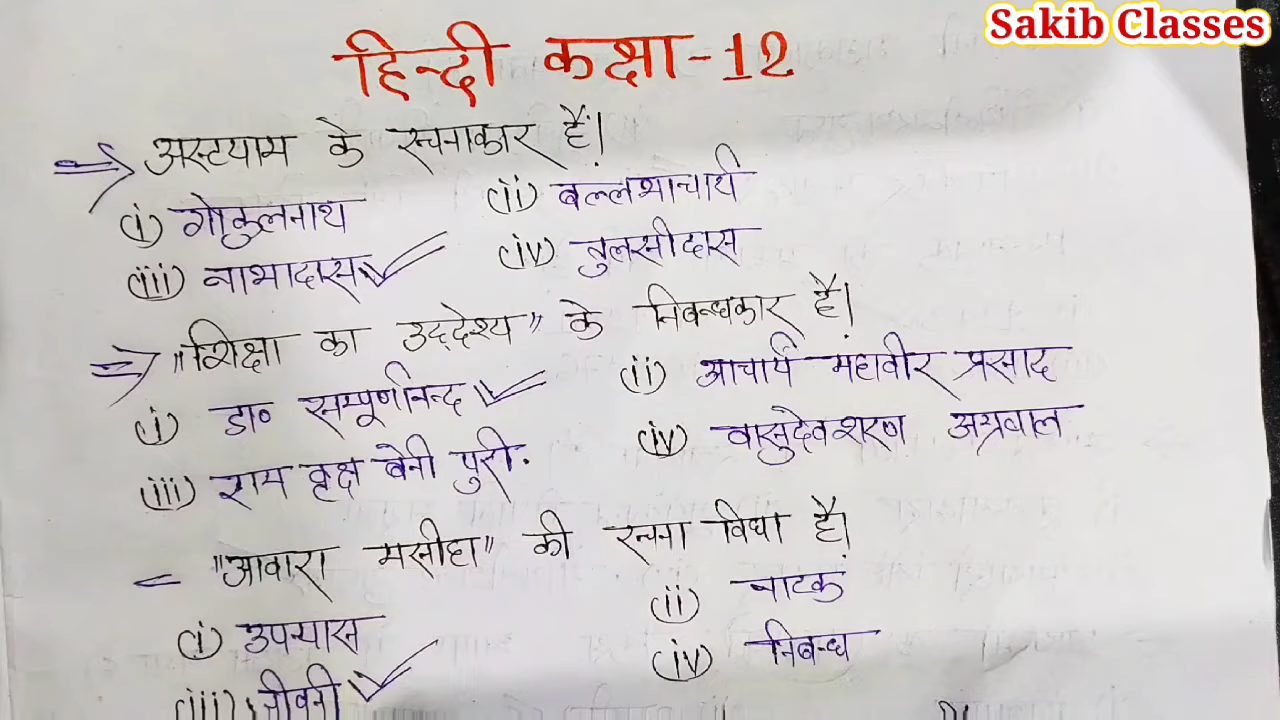 Sakib Classes
हिन्दी कक्षा-12
⇒ अस्टयाम के रचनाकार हैं।
(i) गोकुलनाथ (ii) बल्लभाचार्य
(iii) नाभादास ✓ (iv) तुलसीदास
⇒ "शिक्षा का उद्देश्य" के निबन्धकार है।
(i) डा० सम्पूर्णानन्द ✓ (ii) आचार्य महावीर प्रसाद
(iii) राम वृक्ष बेनी पुरी. (iv) वासुदेवशरण अग्रवाल
= "आवारा मसीहा" की रचना विधा है।
(i) उपन्यास (ii) नाटक
(iii) जीवनी ✓ (iv) निबन्ध